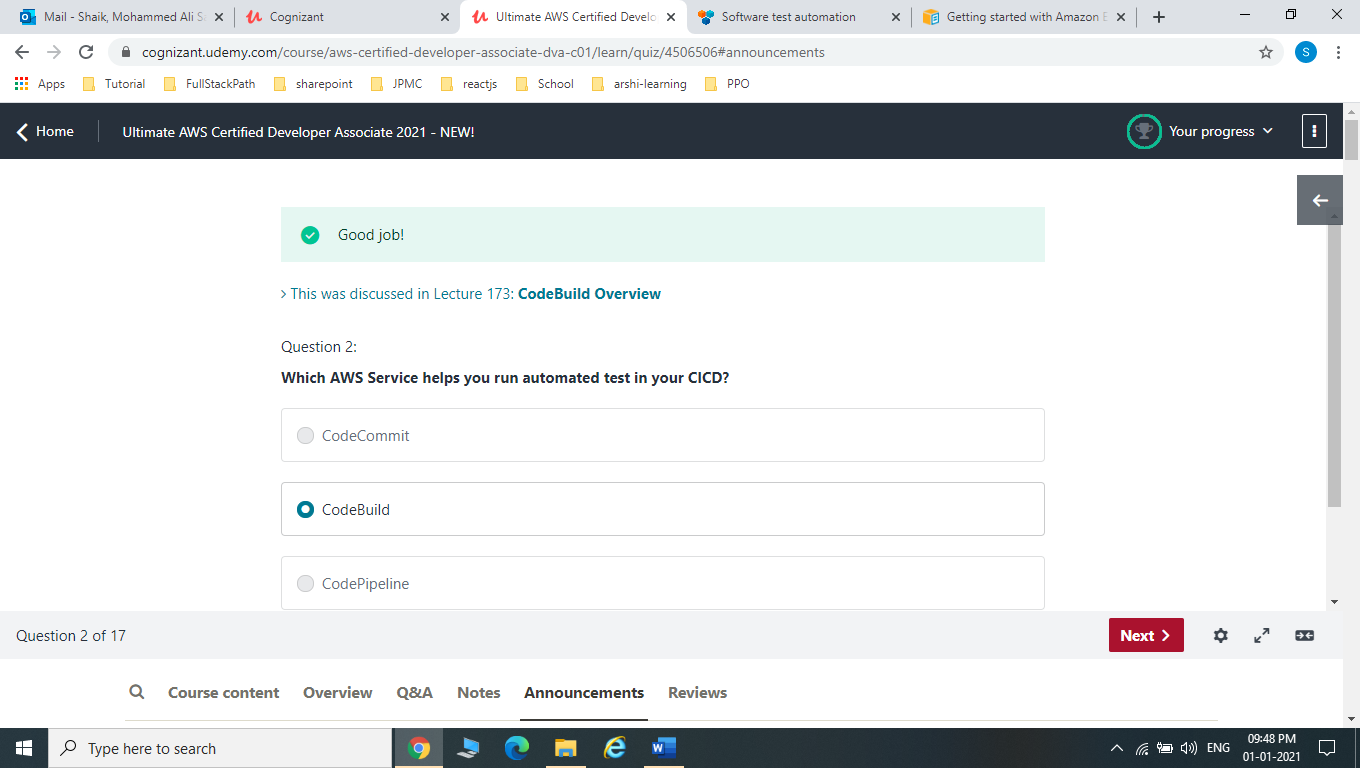 Mail - Shaik, Mohammed Ali S
Cognizant
Ultimate AWS Certified Develo
Software test automation
Getting started with Amazon E
cognizant.udemy.com/course/aws-certified-developer-associate-dva-c01/learn/quiz/4506506#announcements
S
Apps
Tutorial
FullStackPath
sharepoint
JPMC
reactjs
School
arshi-learning
PPO
Home
Ultimate AWS Certified Developer Associate 2021 - NEW!
Your progress
Good job!
> This was discussed in Lecture 173: CodeBuild Overview
Question 2:
Which AWS Service helps you run automated test in your CICD?
CodeCommit
CodeBuild
CodePipeline
Question 2 of 17
Next
Course content
Overview
Q&A
Notes
Announcements
Reviews
Type here to search
ENG
09:48 PM
01-01-2021